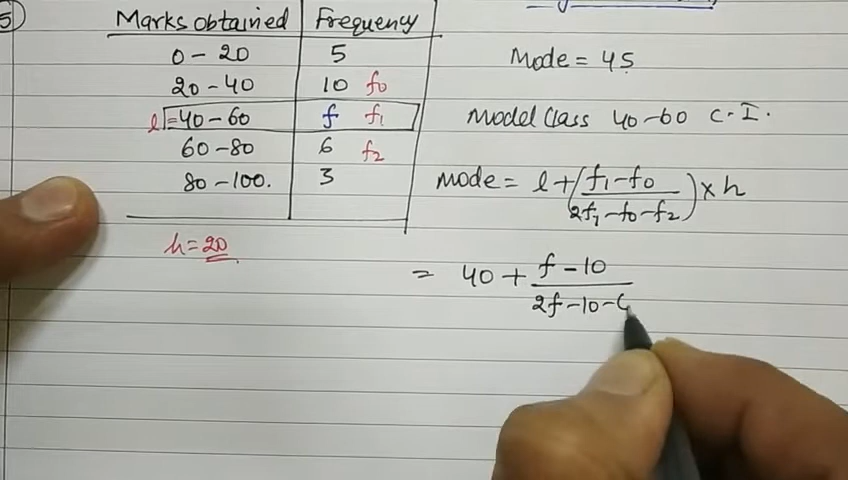 5
Marks obtained Frequency
0 - 20 5
20 - 40 10 f0
l = 40 - 60 f f1
60 - 80 6 f2
80 - 100. 3
h = 20
Mode = 45
Model Class 40-60 C.I.
mode = l + (f1 - f0 / 2f1 - f0 - f2) × h
= 40 + f - 10 / 2f - 10 - 6